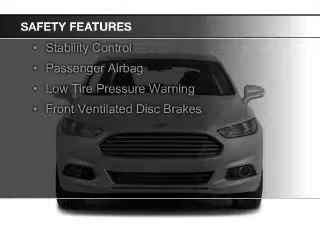 SAFETY FEATURES
• Stability Control
• Passenger Airbag
• Low Tire Pressure Warning
• Front Ventilated Disc Brakes